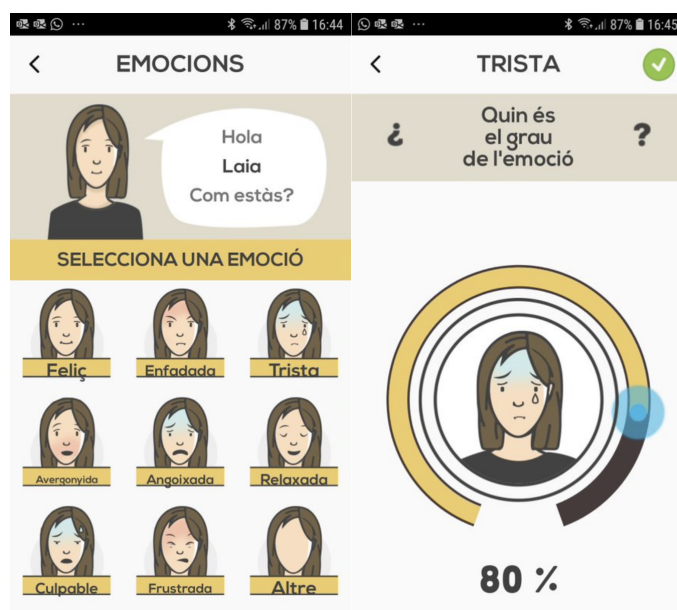 87% 16:44
EMOCIONS
Hola
Laia
Com estàs?
SELECCIONA UNA EMOCIÓ
Feliç
Enfadada
Trista
Avergonyida
Angoixada
Relaxada
Culpable
Frustrada
Altre
87% 16:45
TRISTA
¿ Quin és
el grau
de l'emoció ?
80 %